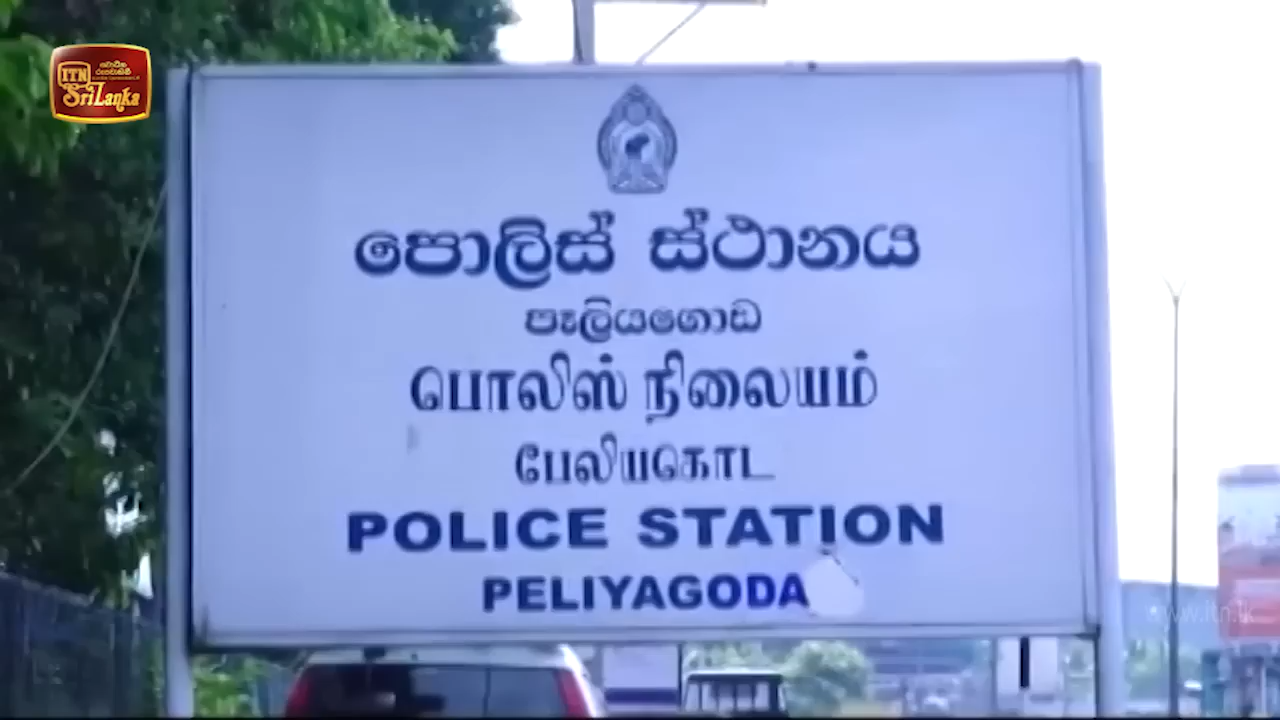 ITN
Sri Lanka
පොලිස් ස්ථානය
පෑලියගොඩ
பொலிஸ் நிலையம்
பேலியகொட
POLICE STATION
PELIYAGODA
www.itn.lk